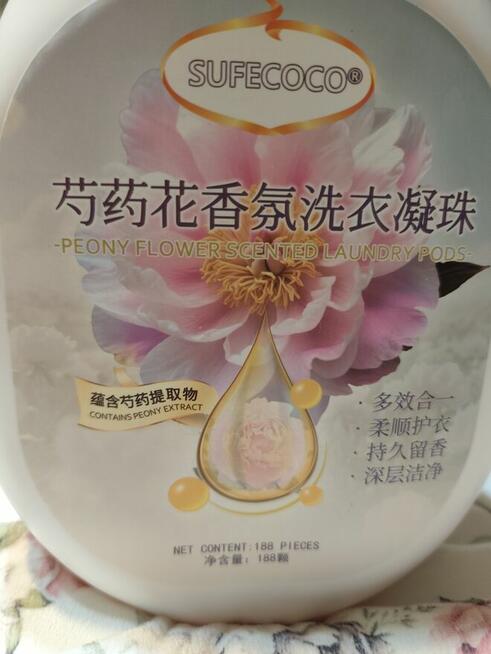 SUFECOCO®
芍药花香氛洗衣凝珠
-PEONY FLOWER SCENTED LAUNDRY PODS-
蕴含芍药提取物
CONTAINS PEONY EXTRACT
·多效合一
·柔顺护衣
·持久留香
·深层洁净
NET CONTENT:188 PIECES
净含量：188颗